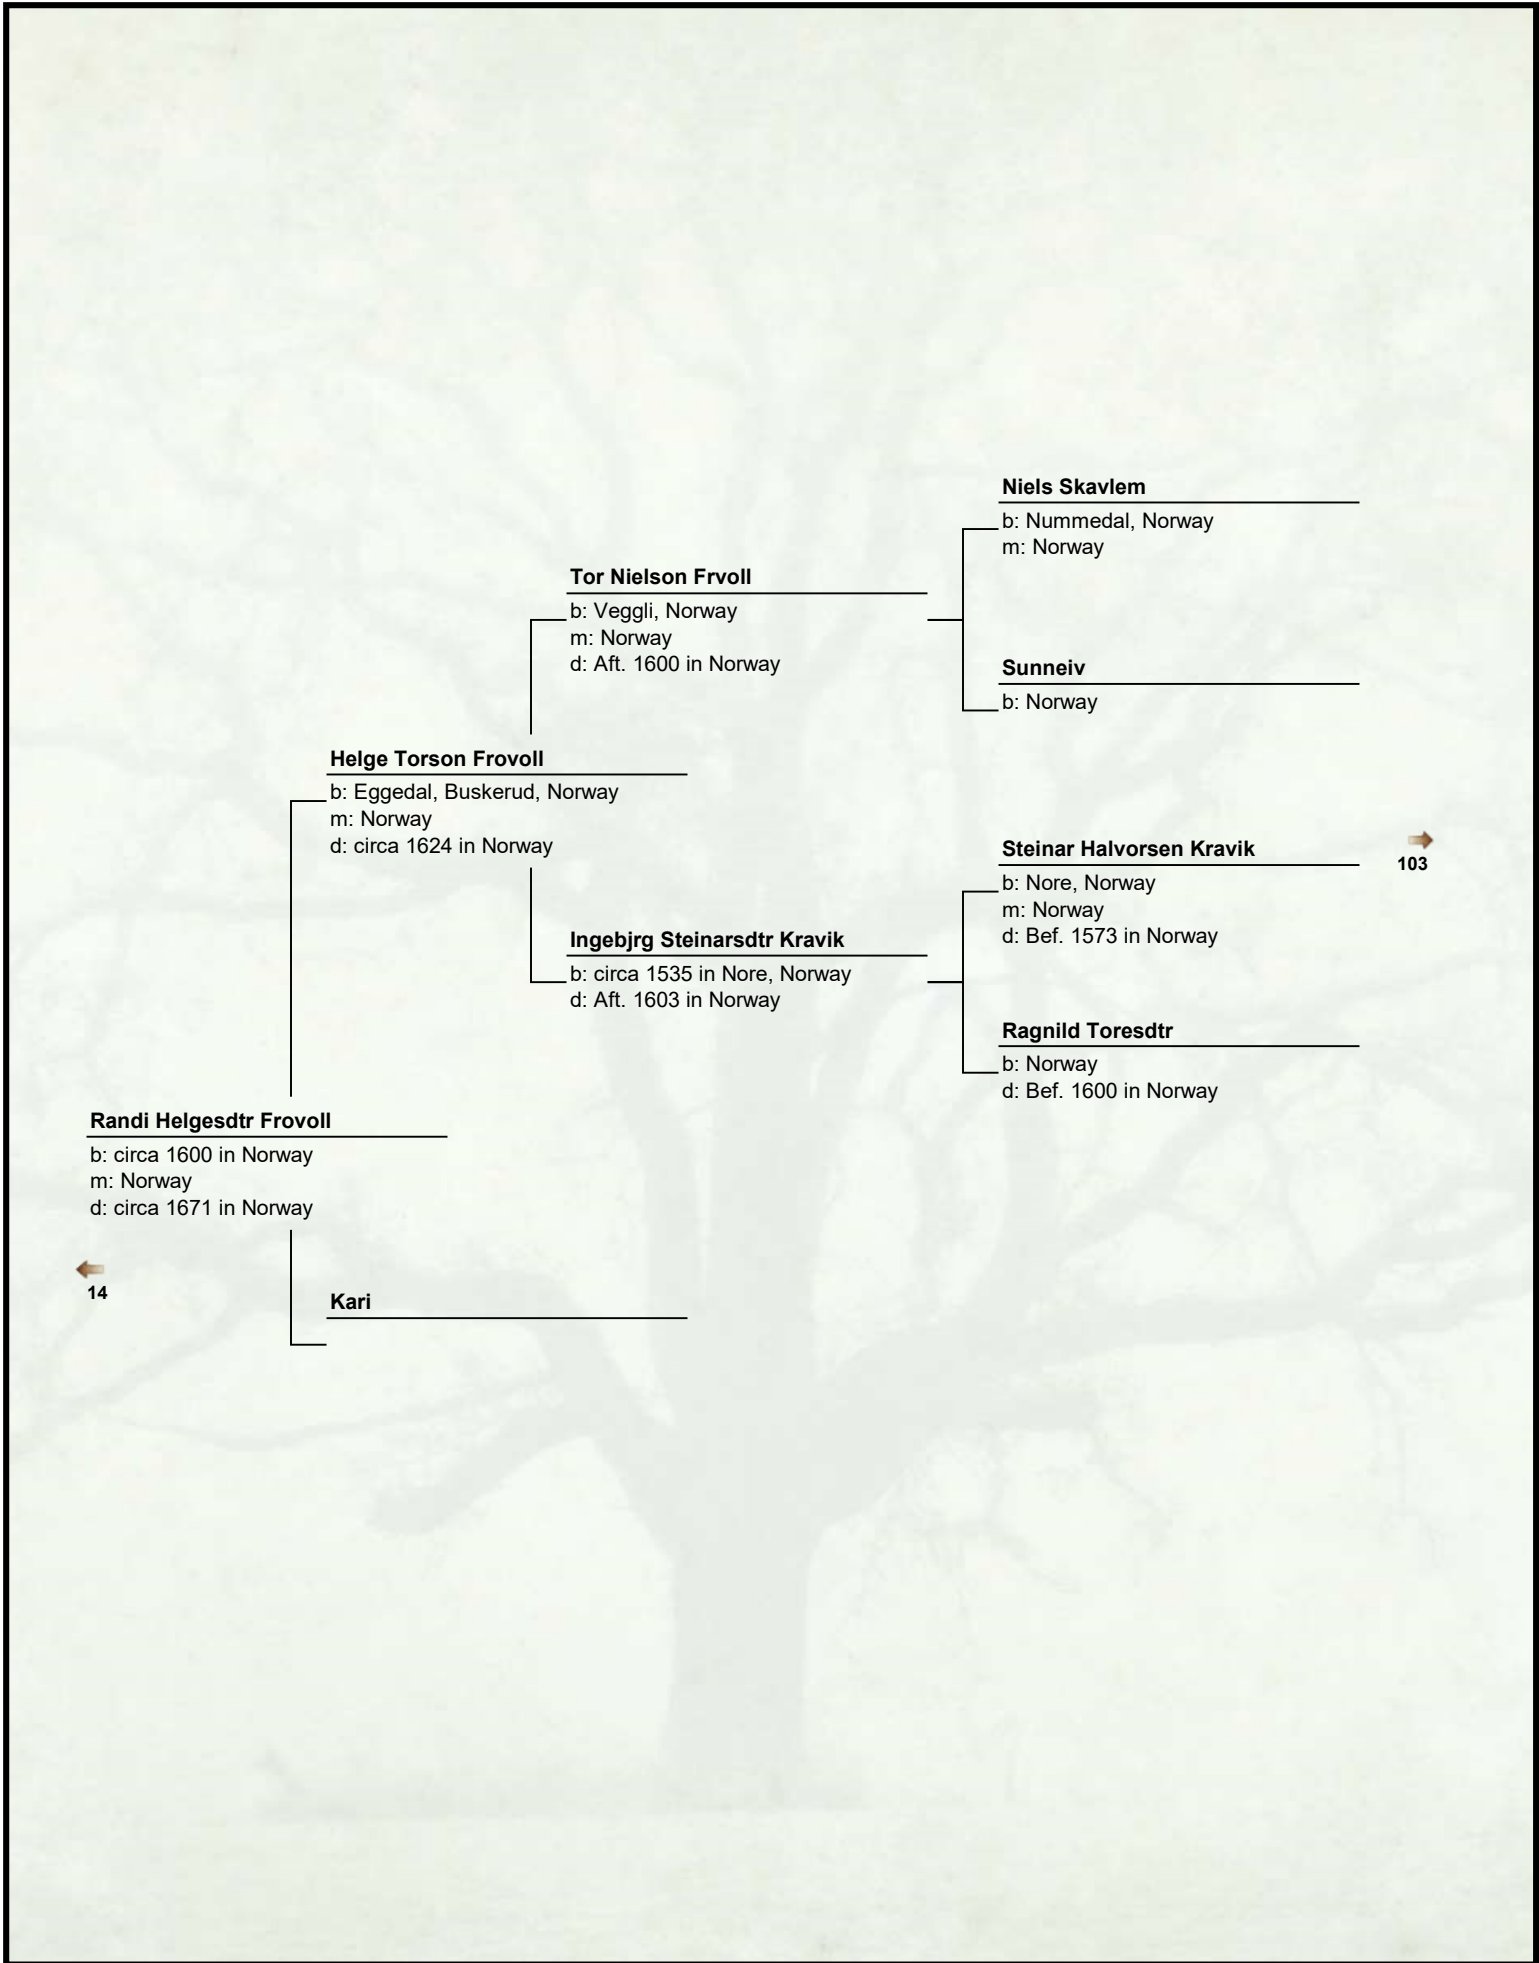 Niels Skavlem
b: Nummedal, Norway
m: Norway
Tor Nielson Frvoll
b: Veggli, Norway
m: Norway
d: Aft. 1600 in Norway
Sunneiv
b: Norway
Helge Torson Frovoll
b: Eggedal, Buskerud, Norway
m: Norway
d: circa 1624 in Norway
Steinar Halvorsen Kravik
103
b: Nore, Norway
m: Norway
d: Bef. 1573 in Norway
Ingebjrg Steinarsdtr Kravik
b: circa 1535 in Nore, Norway
d: Aft. 1603 in Norway
Ragnild Toresdtr
b: Norway
d: Bef. 1600 in Norway
Randi Helgesdtr Frovoll
b: circa 1600 in Norway
m: Norway
d: circa 1671 in Norway
14
Kari